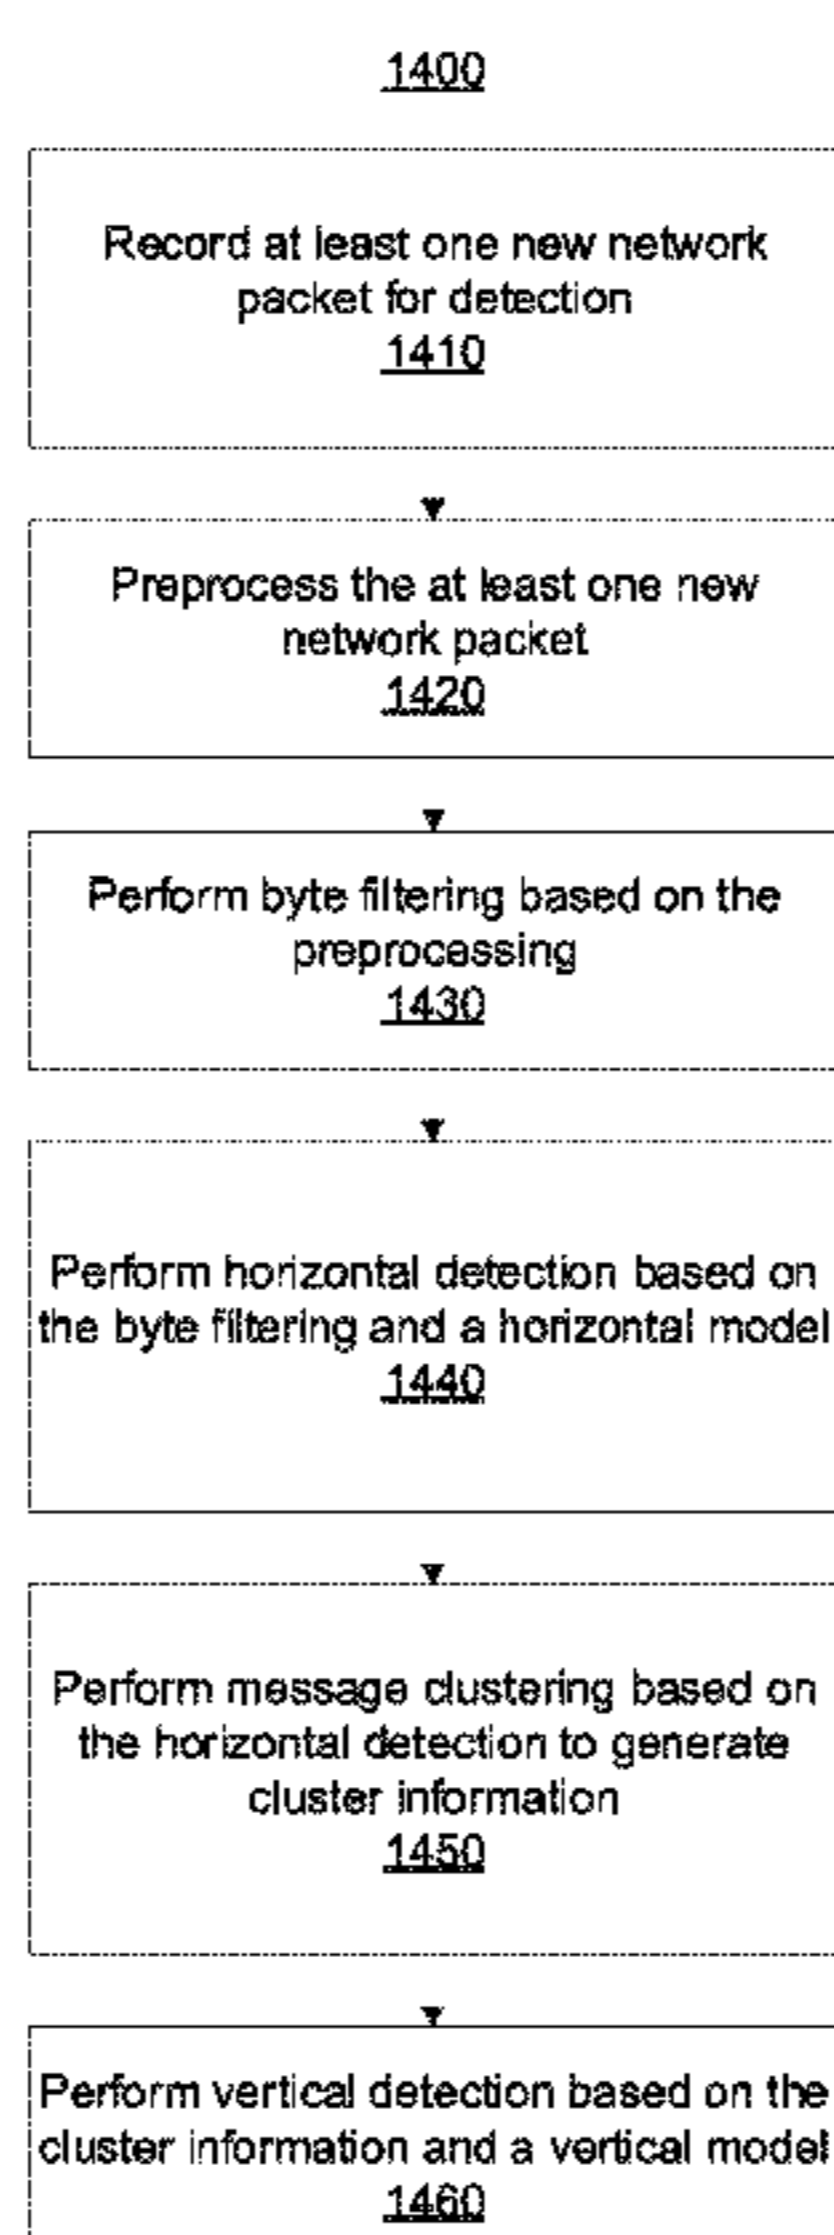 1400
Record at least one new network
packet for detection
1410
Preprocess the at least one new
network packet
1420
Perform byte filtering based on the
preprocessing
1430
Perform horizontal detection based on
the byte filtering and a horizontal model
1440
Perform message clustering based on
the horizontal detection to generate
cluster information
1450
Perform vertical detection based on the
cluster information and a vertical model
1460